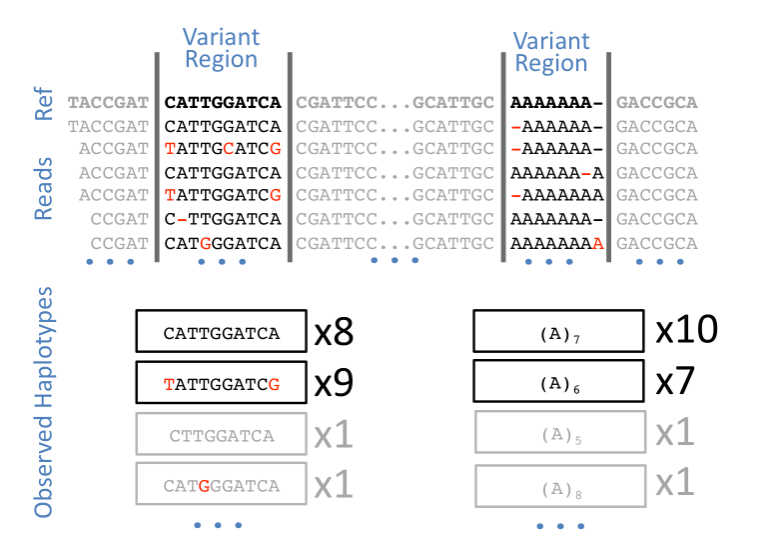 Variant Region
Variant Region
Ref
TACCGAT CATTGGATCA CGATTCC...GCATTGC AAAAAAA- GACCGCA
Reads
TACCGAT CATTGGATCA CGATTCC...GCATTGC -AAAAAA- GACCGCA
ACCGAT TATTGCATCG CGATTCC...GCATTGC -AAAAAA- GACCGCA
ACCGAT CATTGGATCA CGATTCC...GCATTGC AAAAAA-A GACCGCA
ACCGAT TATTGGATCG CGATTCC...GCATTGC -AAAAAAA GACCGCA
CCGAT C-TTGGATCA CGATTCC...GCATTGC AAAAAAA- GACCGCA
CCGAT CATGGGATCA CGATTCC...GCATTGC AAAAAAAA GACCGCA
... ... ... ... ...
Observed Haplotypes
CATTGGATCA x8 (A)₇ x10
TATTGGATCG x9 (A)₆ x7
CTTGGATCA x1 (A)₅ x1
CATGGGATCA x1 (A)₈ x1
... ...